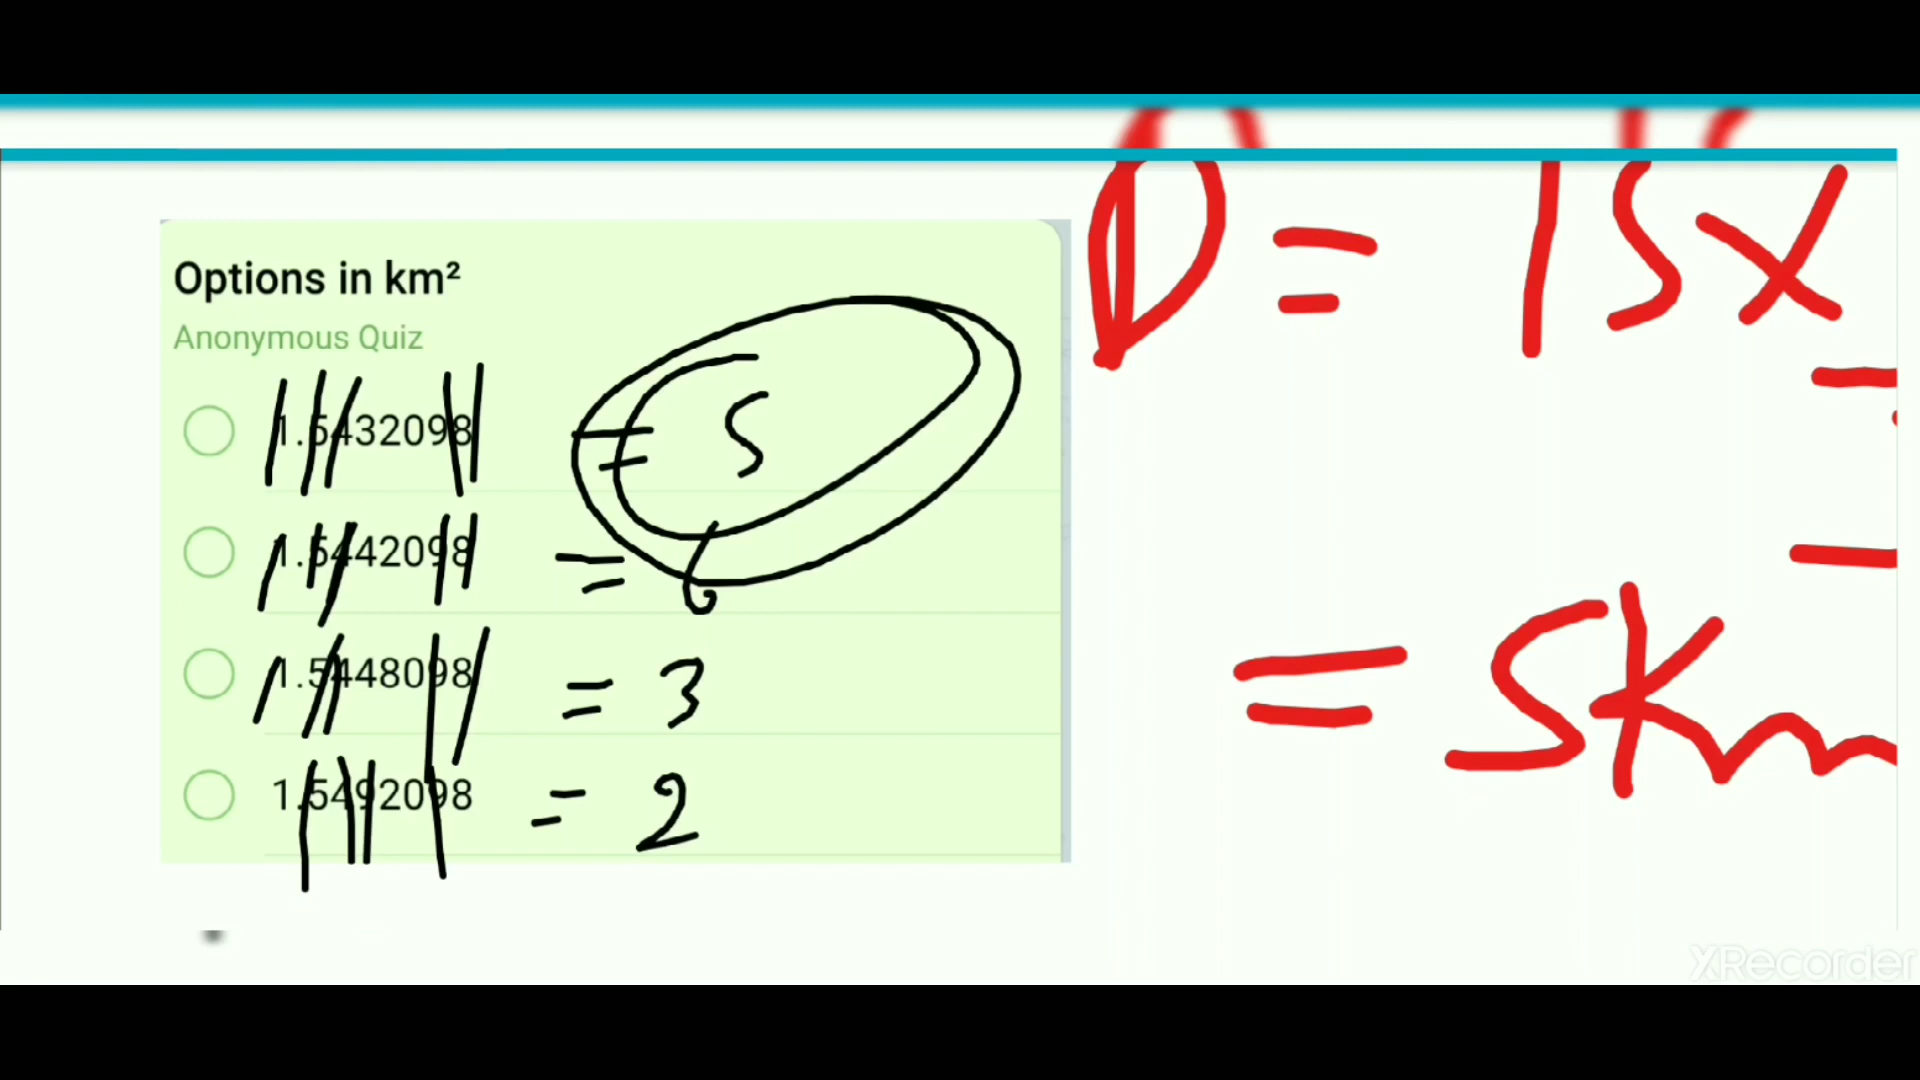 D = 15x
Options in km²
Anonymous Quiz
1.5432098 = 5
1.5442098 = 6
1.5448098 = 3
1.5492098 = 2
= 5km
XRecorder